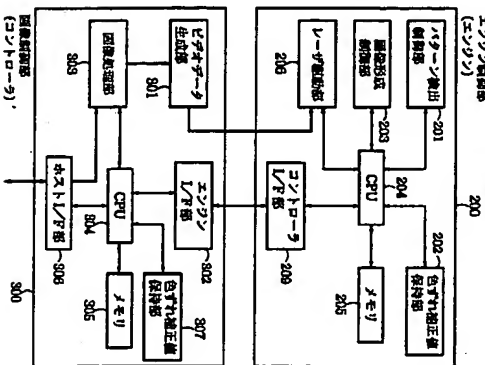 エンジン制御部
(エンジン)
200
パターン検出
制御部
201
画像形成
制御部
203
レーザ駆動部
206
CPU
204
コントローラ
I/F部
209
202
色ずれ補正値
保持部
メモリ
205
ビデオデータ
生成部
301
画像処理部
303
CPU
304
エンジン
I/F部
302
ホストI/F部
306
メモリ
305
色ずれ補正値
保持部
307
300
画像制御部
(コントローラ)